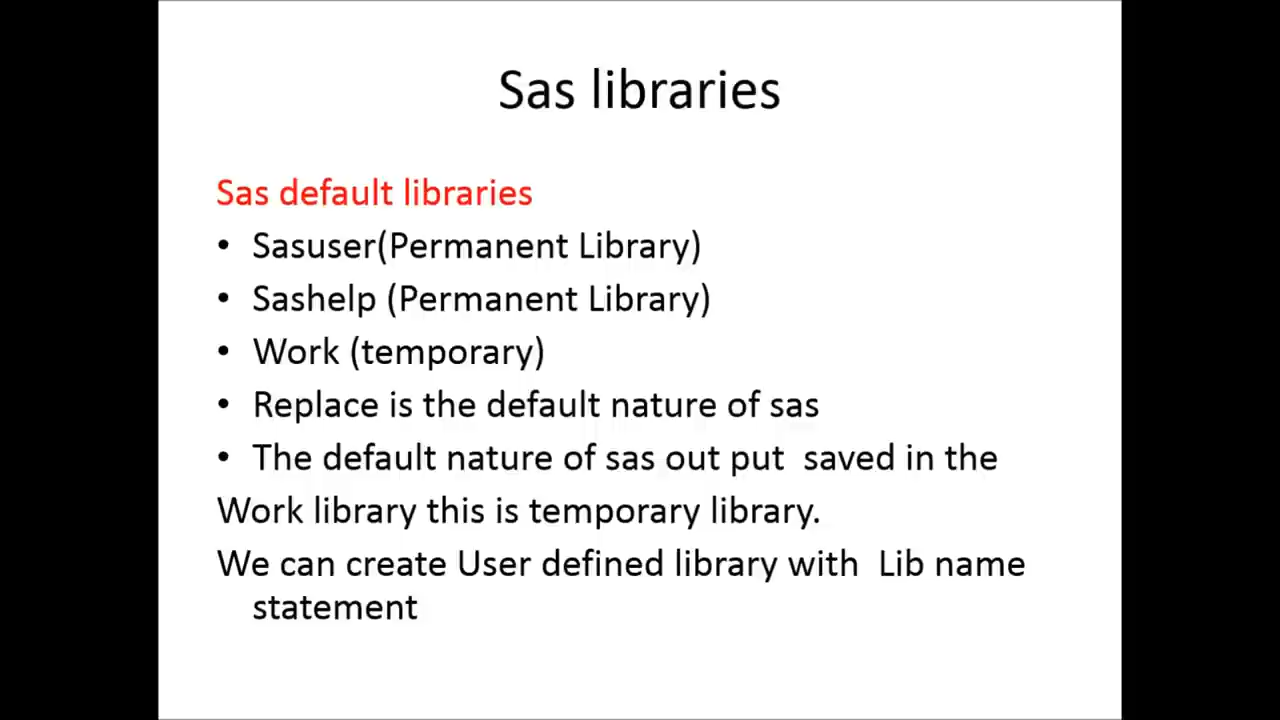 Sas libraries
Sas default libraries
• Sasuser(Permanent Library)
• Sashelp (Permanent Library)
• Work (temporary)
• Replace is the default nature of sas
• The default nature of sas out put  saved in the
Work library this is temporary library.
We can create User defined library with  Lib name
statement